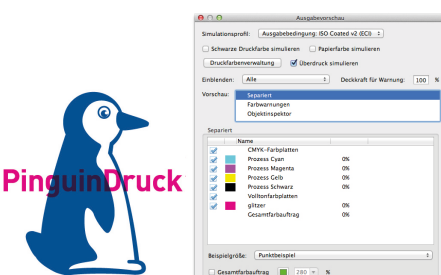 PinguinDruck
Ausgabevorschau
Simulationsprofil: Ausgabebedingung: ISO Coated v2 (ECI)
Schwarze Druckfarbe simulieren Papierfarbe simulieren
Druckfarbenverwaltung Überdruck simulieren
Einblenden: Alle Deckkraft für Warnung: 100 %
Vorschau: Separiert
Farbwarnungen
Objektinspektor
Separiert
Name
CMYK-Farbplatten
Prozess Cyan 0%
Prozess Magenta 0%
Prozess Gelb 0%
Prozess Schwarz 0%
Volltonfarbplatten
glitzer 0%
Gesamtfarbauftrag 0%
Beispielgröße: Punktbeispiel
Gesamtfarbauftrag 280 %